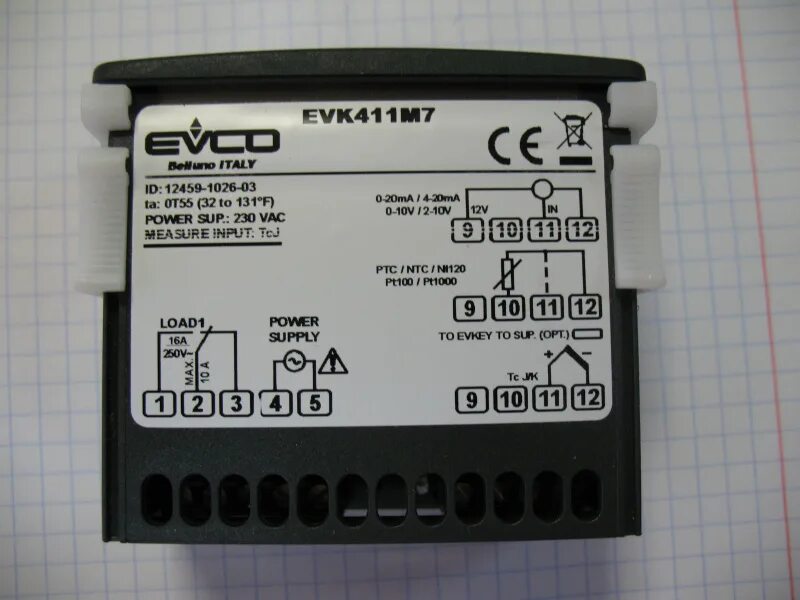 EVK411M7
EVCO
Belluno ITALY
ID: 12459-1026-03
ta: 0T55 (32 to 131°F)
POWER SUP.: 230 VAC
MEASURE INPUT: TcJ
0-20mA / 4-20mA
0-10V / 2-10V
12V
IN
9 10 11 12
PTC / NTC / NI120
Pt100 / Pt1000
9 10 11 12
TO EVKEY TO SUP. (OPT.)
+ -
Tc J/K
9 10 11 12
LOAD1
16A
250V~
MAX.
10 A
1 2 3
POWER
SUPPLY
4 5